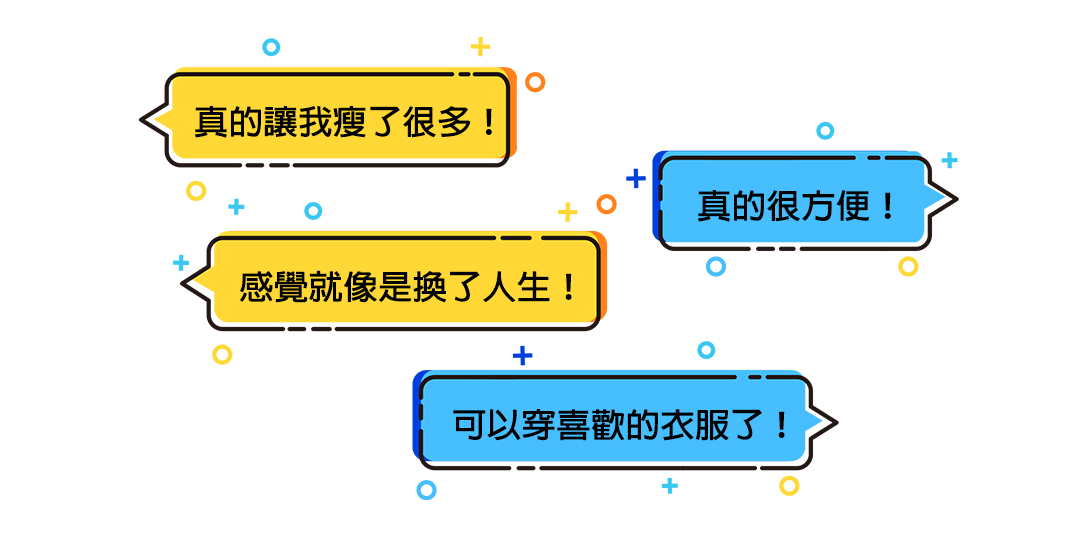 真的讓我瘦了很多！
真的很方便！
感覺就像是換了人生！
可以穿喜歡的衣服了！